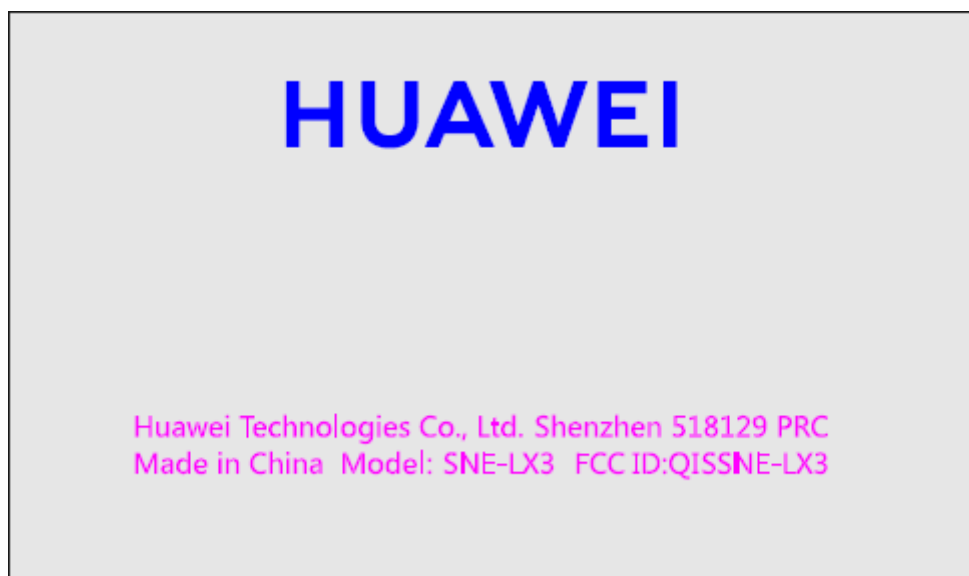 HUAWEI
Huawei Technologies Co., Ltd. Shenzhen 518129 PRC
Made in China Model: SNE-LX3 FCC ID:QISSNE-LX3